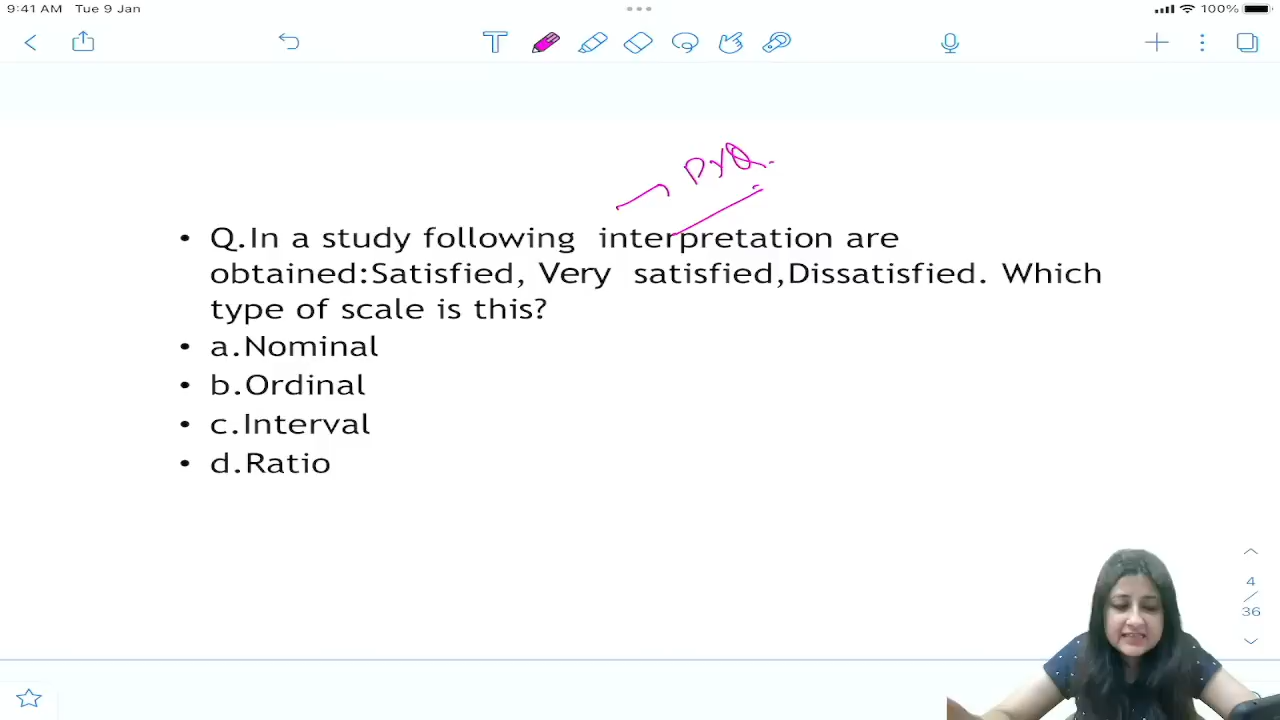 9:41 AM Tue 9 Jan
100%
T
→ PYQ.
• Q.In a study following interpretation are
obtained:Satisfied, Very satisfied,Dissatisfied. Which
type of scale is this?
• a.Nominal
• b.Ordinal
• c.Interval
• d.Ratio
4
/
36